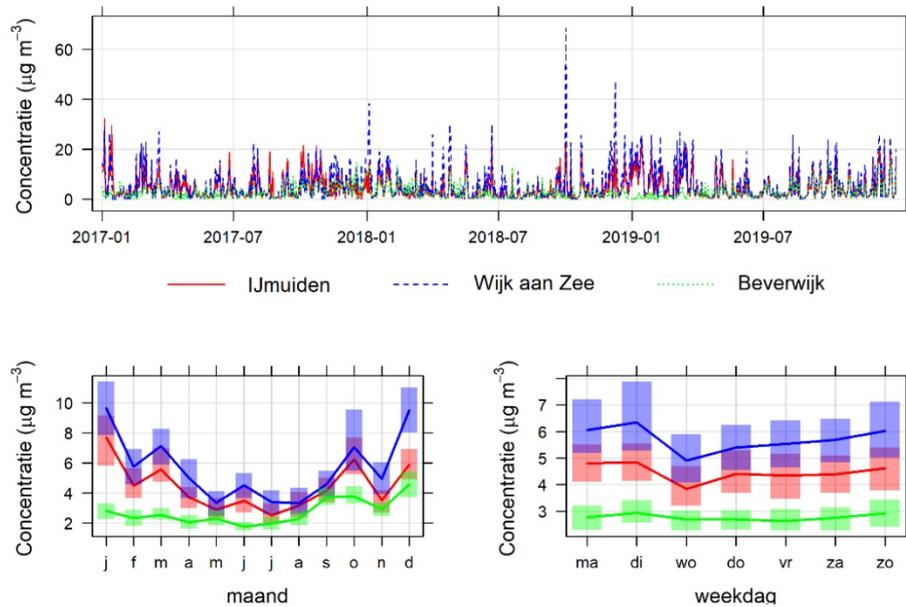 Concentratie (μg m⁻³)
60
40
20
0
2017-01 2017-07 2018-01 2018-07 2019-01 2019-07
IJmuiden Wijk aan Zee Beverwijk
Concentratie (μg m⁻³)
10
8
6
4
2
j f m a m j j a s o n d
maand
Concentratie (μg m⁻³)
7
6
5
4
3
ma di wo do vr za zo
weekdag